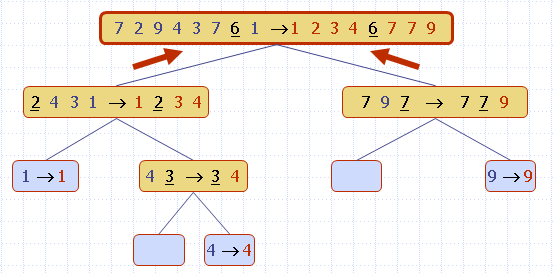 7 2 9 4 3 7 6 1 → 1 2 3 4 6 7 7 9
2 4 3 1 → 1 2 3 4
7 9 7 → 7 7 9
1 → 1
4 3 → 3 4
9 → 9
4 → 4